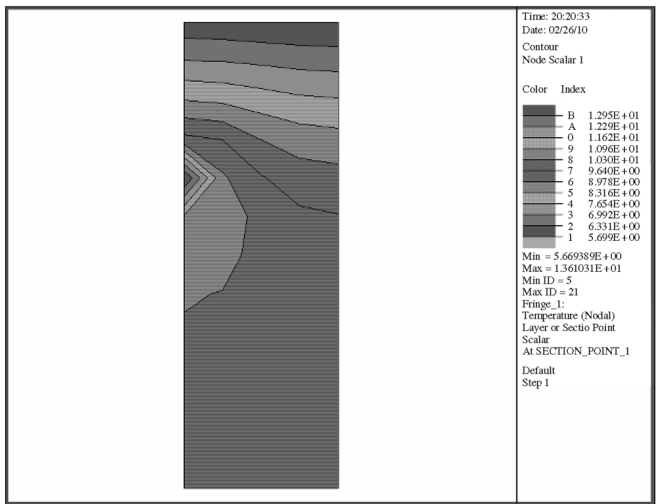 Time: 20:20:33
Date: 02/26/10
Contour
Node Scalar 1
Color Index
B 1.295E + 01
A 1.229E + 01
0 1.162E + 01
9 1.096E + 01
8 1.030E + 01
7 9.640E + 00
6 8.978E + 00
5 8.316E + 00
4 7.654E + 00
3 6.992E + 00
2 6.331E + 00
1 5.699E + 00
Min = 5.669389E + 00
Max = 1.361031E + 01
Min ID = 5
Max ID = 21
Fringe_1:
Temperature (Nodal)
Layer or Sectio Point
Scalar
At SECTION_POINT_1
Default
Step 1